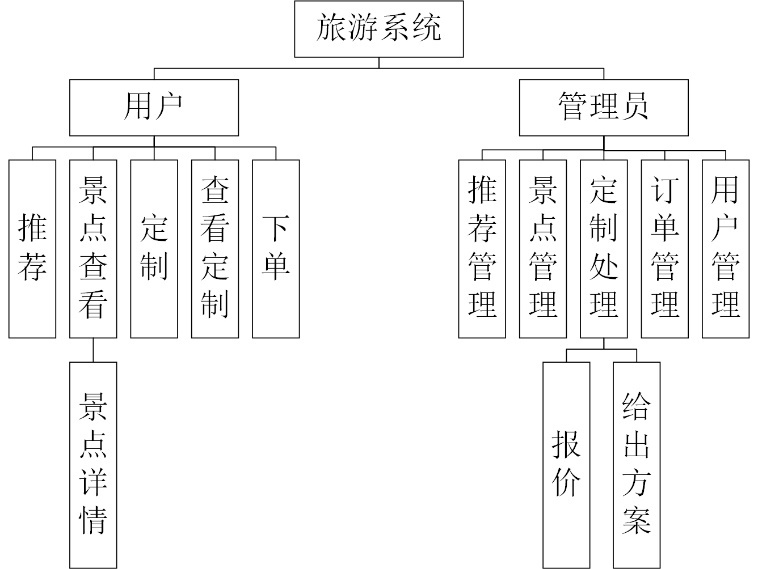 旅游系统
用户
管理员
推荐
景点查看
定制
查看定制
下单
推荐管理
景点管理
定制处理
订单管理
用户管理
景点详情
报价
给出方案